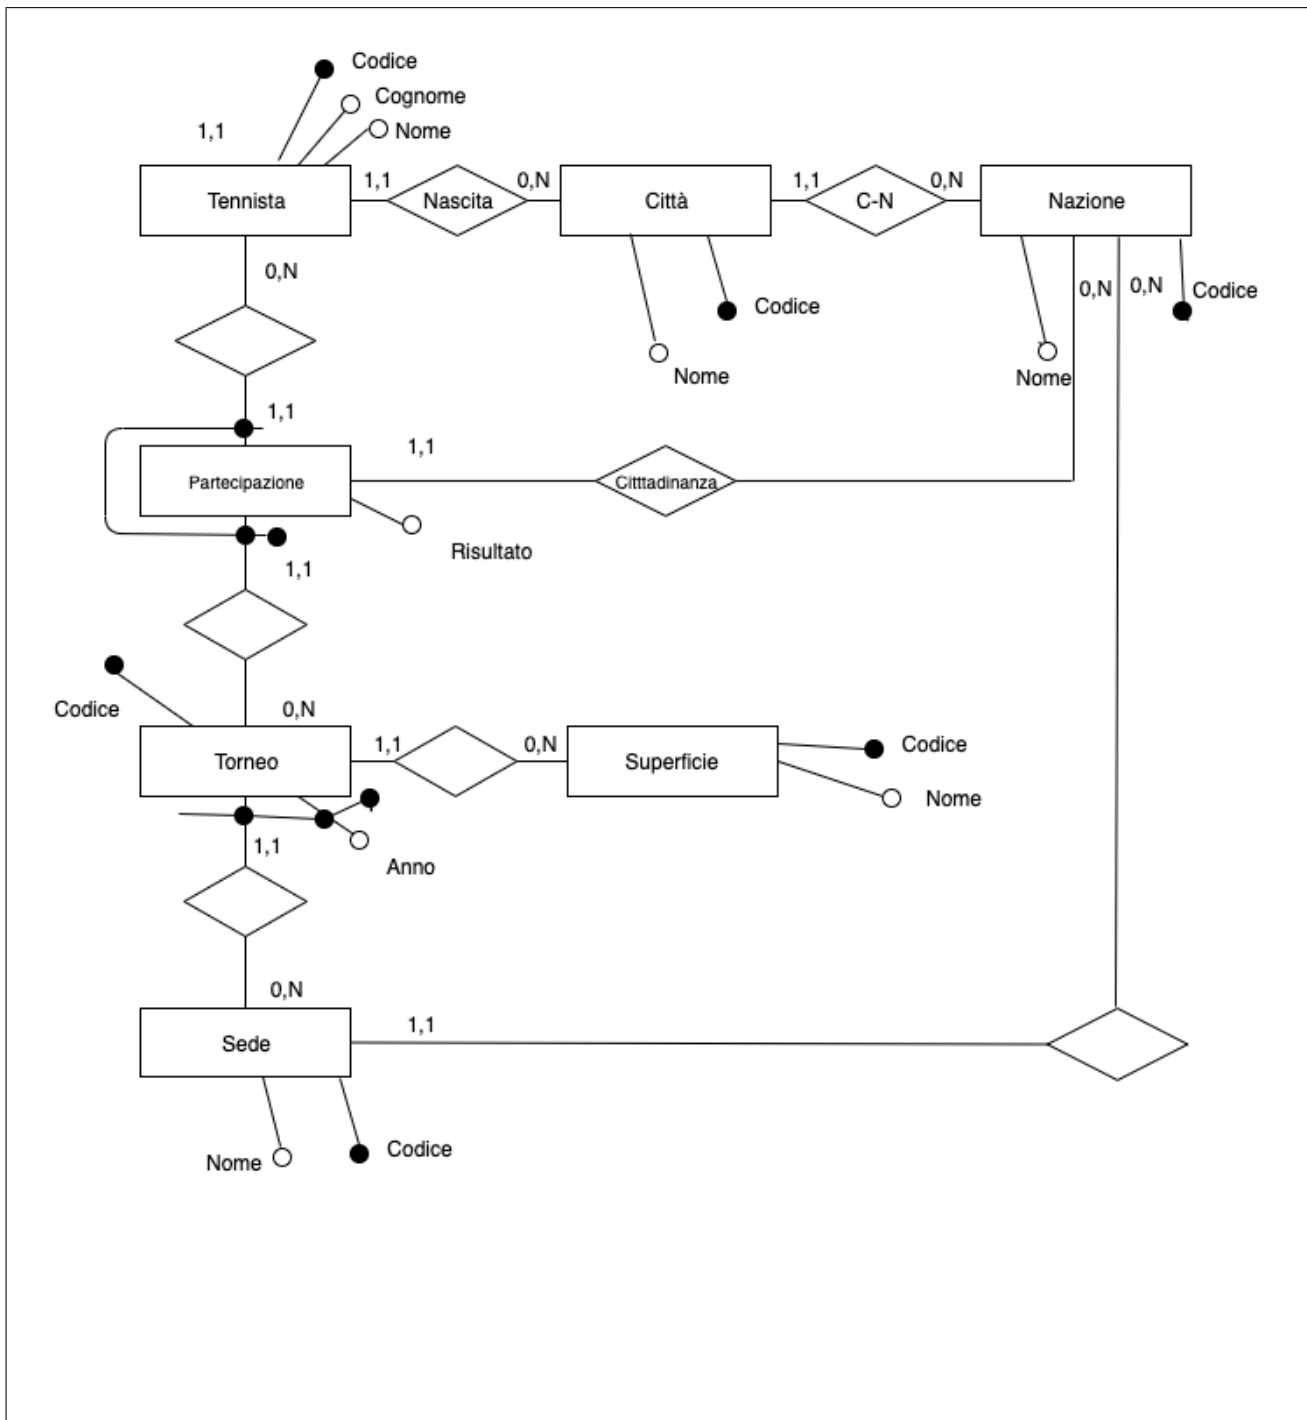 Codice
Cognome
1,1
Nome
Tennista
1,1
Nascita
0,N
Città
1,1
C-N
0,N
Nazione
0,N
0,N
0,N
Codice
Codice
Nome
Nome
1,1
1,1
Partecipazione
Citttadinanza
Risultato
1,1
Codice
0,N
Torneo
1,1
0,N
Superficie
Codice
Nome
1,1
Anno
0,N
1,1
Sede
Nome
Codice